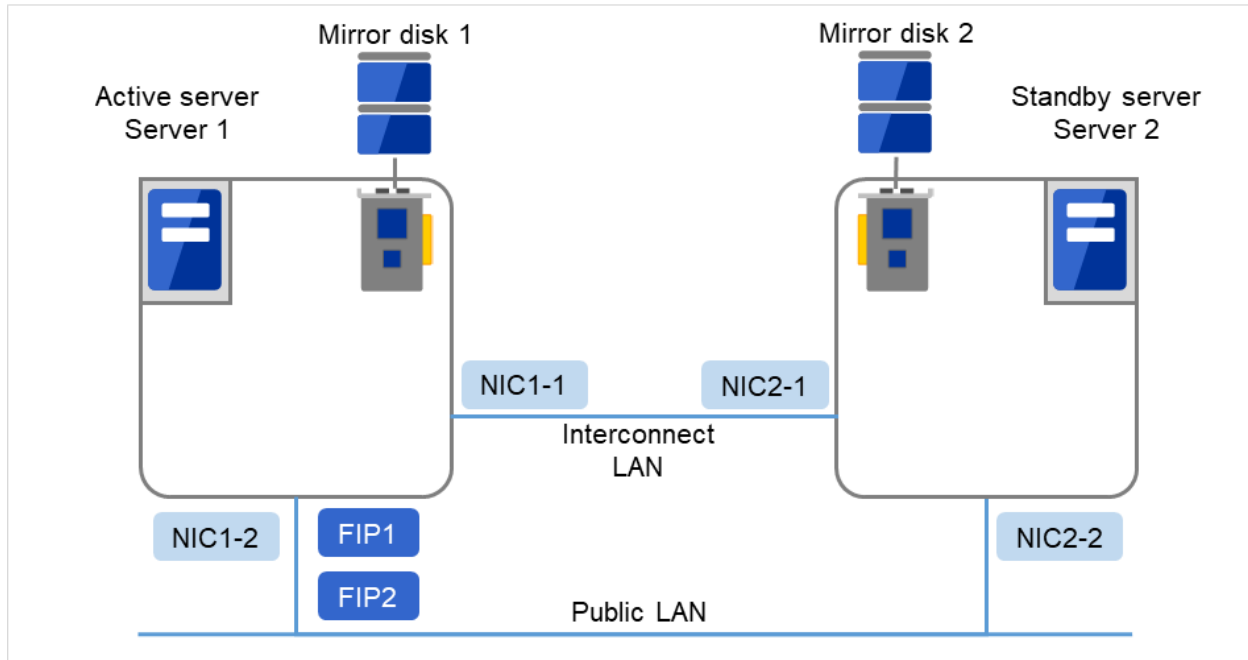 Mirror disk 1
Mirror disk 2
Active server
Server 1
Standby server
Server 2
NIC1-1
NIC2-1
Interconnect
LAN
NIC1-2
FIP1
NIC2-2
FIP2
Public LAN